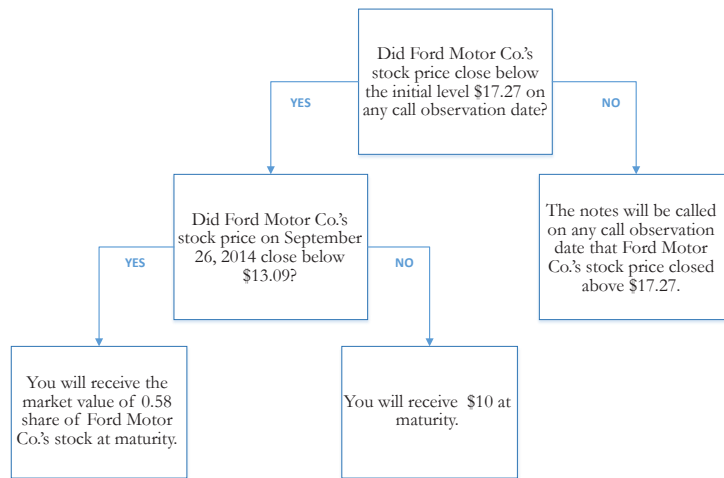 Did Ford Motor Co.'s
stock price close below
the initial level $17.27 on
any call observation date?
YES
NO
Did Ford Motor Co.'s
stock price on September
26, 2014 close below
$13.09?
The notes will be called
on any call observation
date that Ford Motor
Co.'s stock price closed
above $17.27.
YES
NO
You will receive the
market value of 0.58
share of Ford Motor
Co.'s stock at maturity.
You will receive $10 at
maturity.